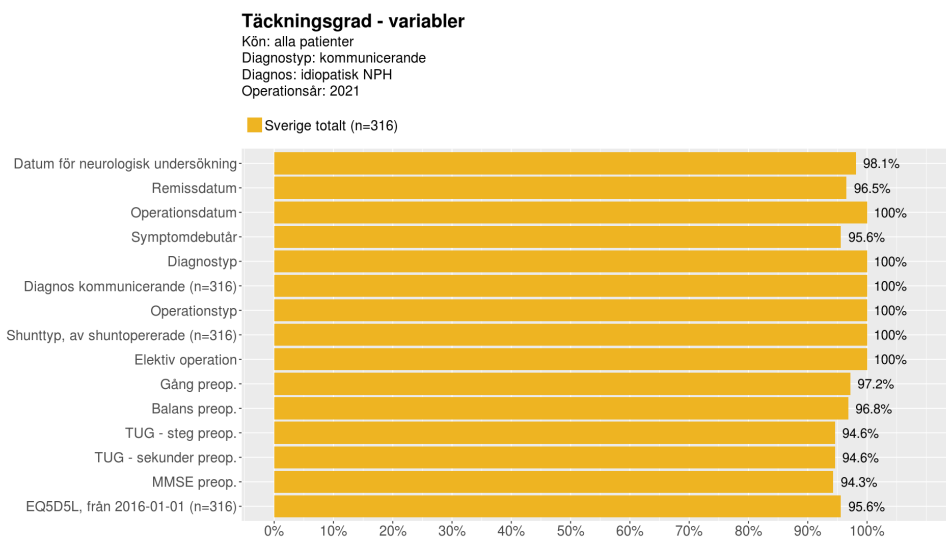 Täckningsgrad - variabler
Kön: alla patienter
Diagnostyp: kommunicerande
Diagnos: idiopatisk NPH
Operationsår: 2021
Sverige totalt (n=316)
Datum för neurologisk undersökning 98.1%
Remissdatum 96.5%
Operationsdatum 100%
Symptomdebutår 95.6%
Diagnostyp 100%
Diagnos kommunicerande (n=316) 100%
Operationstyp 100%
Shunttyp, av shuntopererade (n=316) 100%
Elektiv operation 100%
Gång preop. 97.2%
Balans preop. 96.8%
TUG - steg preop. 94.6%
TUG - sekunder preop. 94.6%
MMSE preop. 94.3%
EQ5D5L, från 2016-01-01 (n=316) 95.6%
0% 10% 20% 30% 40% 50% 60% 70% 80% 90% 100%